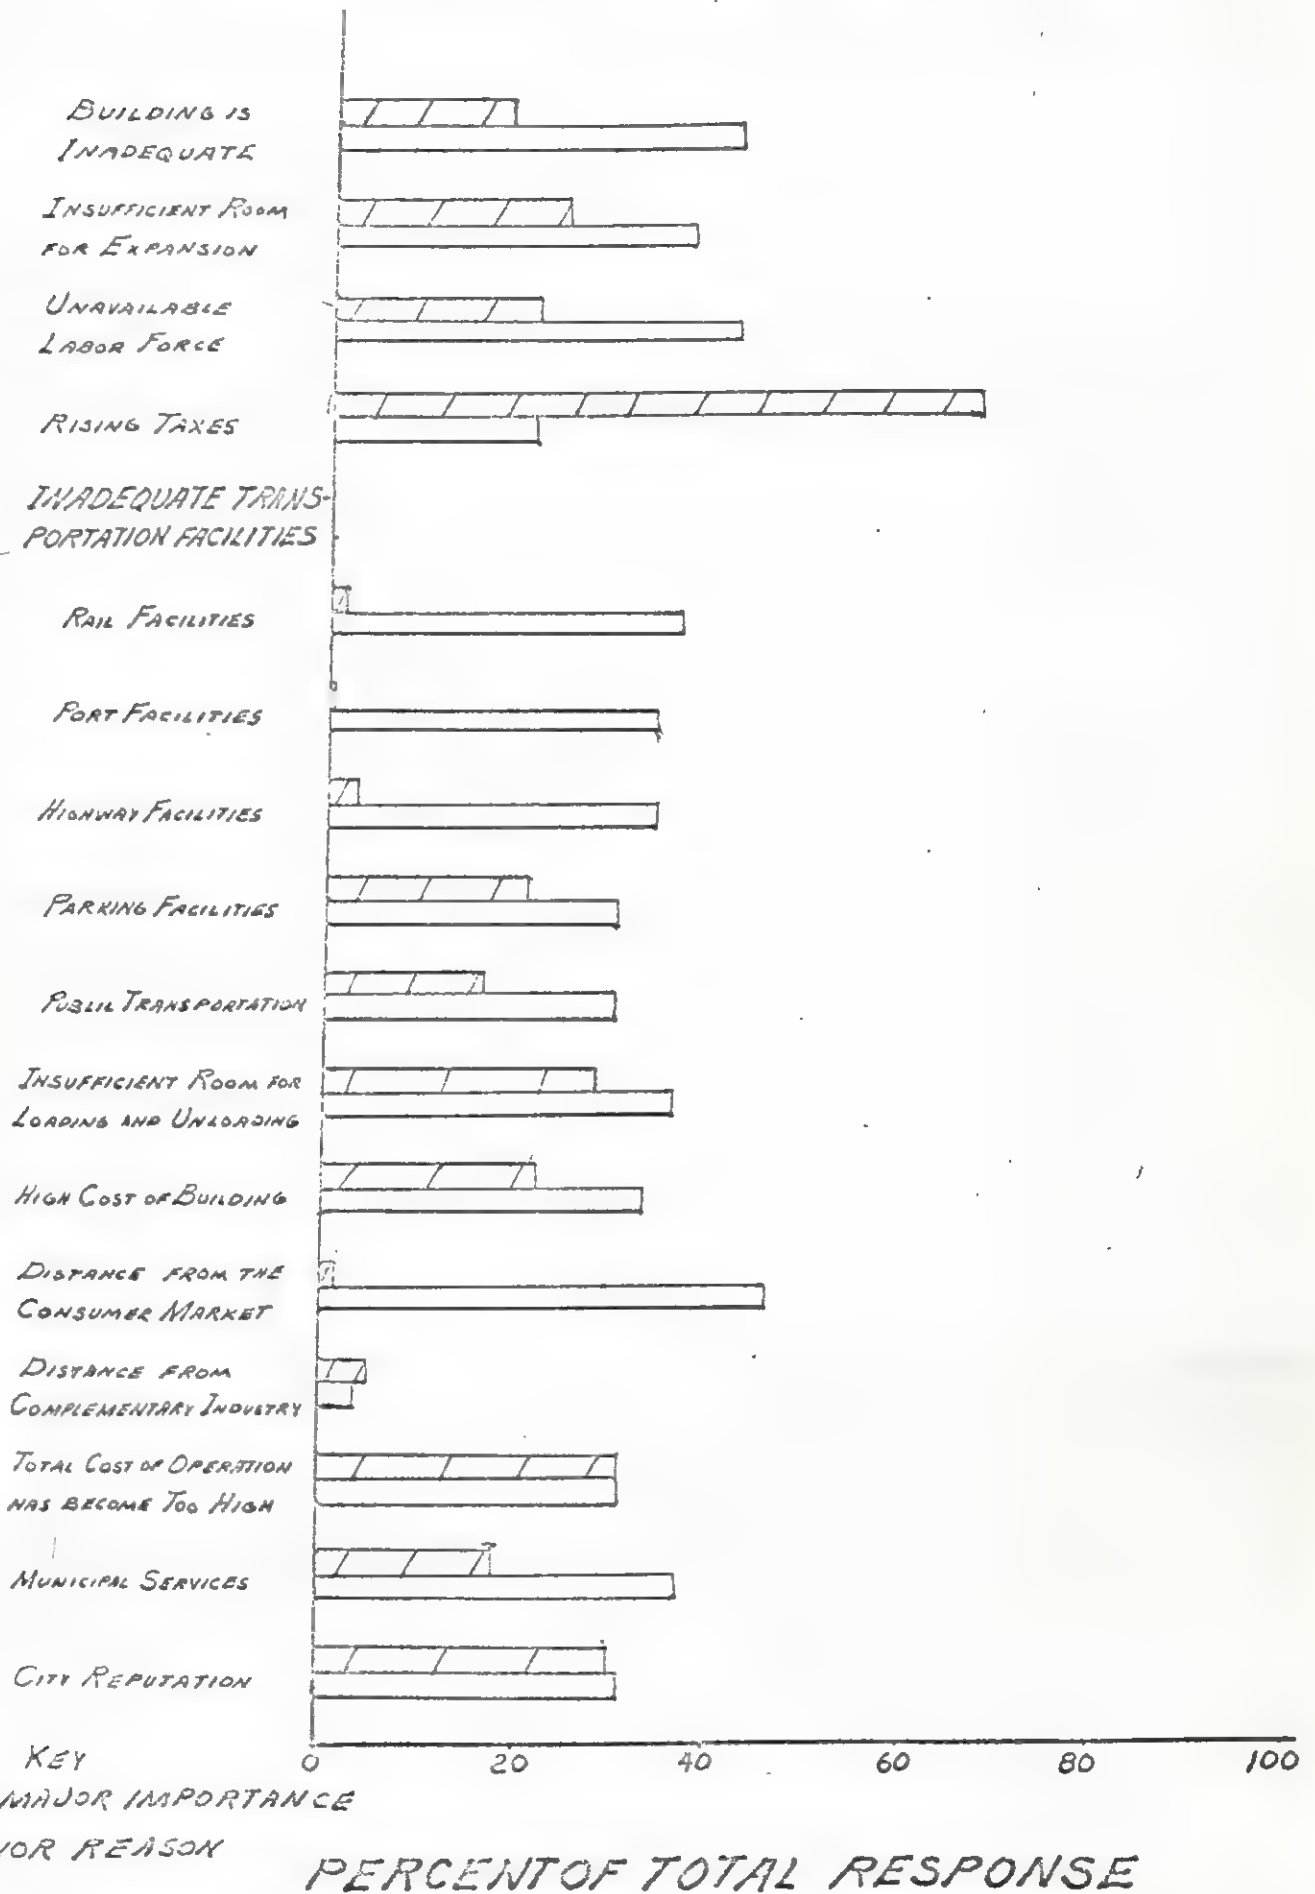 BUILDING IS
INADEQUATE
INSUFFICIENT ROOM
FOR EXPANSION
UNAVAILABLE
LABOR FORCE
RISING TAXES
INADEQUATE TRANS-
PORTATION FACILITIES
RAIL FACILITIES
PORT FACILITIES
HIGHWAY FACILITIES
PARKING FACILITIES
PUBLIC TRANSPORTATION
INSUFFICIENT ROOM FOR
LOADING AND UNLOADING
HIGH COST OF BUILDING
DISTANCE FROM THE
CONSUMER MARKET
DISTANCE FROM
COMPLEMENTARY INDUSTRY
TOTAL COST OF OPERATION
HAS BECOME TOO HIGH
MUNICIPAL SERVICES
CITY REPUTATION
0 20 40 60 80 100
KEY
MAJOR IMPORTANCE
REASON
PERCENT OF TOTAL RESPONSE